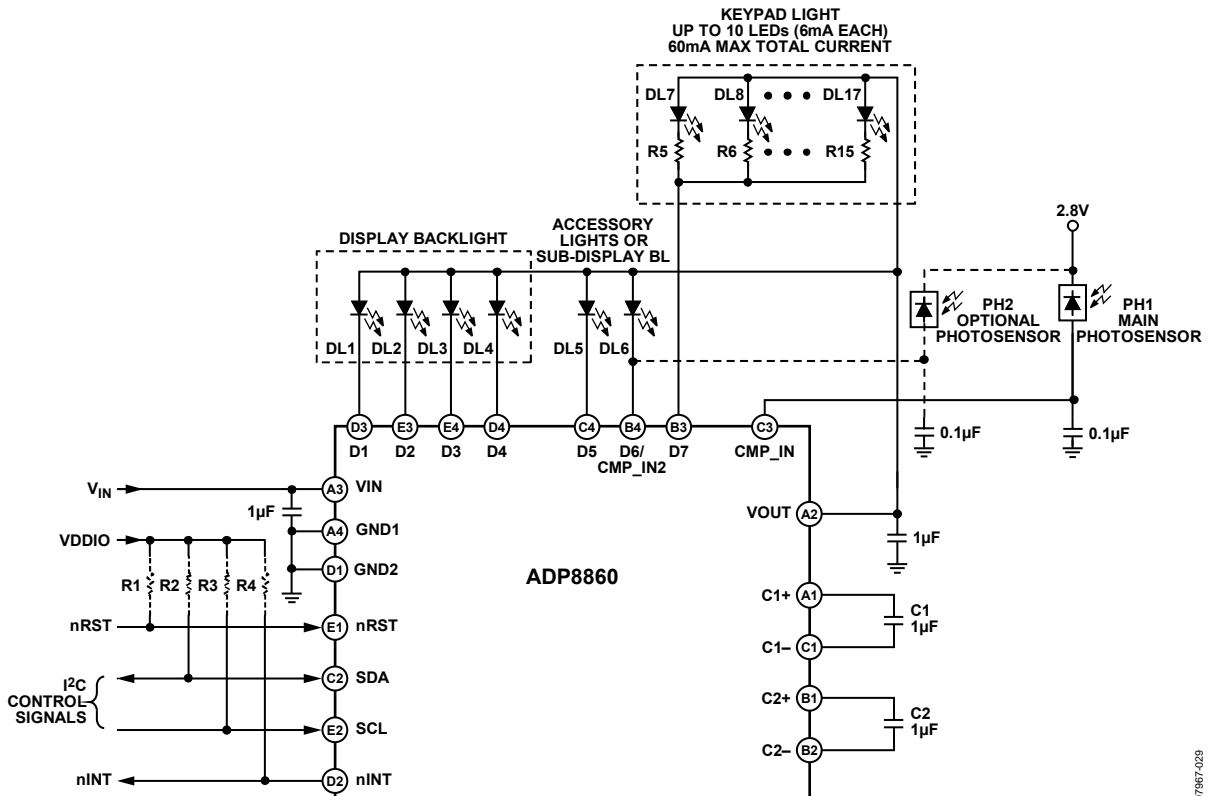 KEYPAD LIGHT
UP TO 10 LEDs (6mA EACH)
60mA MAX TOTAL CURRENT
DL7
DL8
DL17
R5
R6
R15
DISPLAY BACKLIGHT
ACCESSORY
LIGHTS OR
SUB-DISPLAY BL
2.8V
DL1
DL2
DL3
DL4
DL5
DL6
PH2
OPTIONAL
PHOTOSENSOR
PH1
MAIN
PHOTOSENSOR
D3
E3
E4
D4
C4
B4
B3
C3
D1
D2
D3
D4
D5
D6/
CMP_IN2
D7
CMP_IN
0.1µF
0.1µF
VIN
A3
VIN
1µF
A4
GND1
D1
GND2
VDDIO
R1
R2
R3
R4
ADP8860
VOUT
A2
1µF
C1+
A1
C1
1µF
C1–
C1
C2+
B1
C2
1µF
C2–
B2
nRST
E1
nRST
I2C
CONTROL
SIGNALS
C2
SDA
E2
SCL
nINT
D2
nINT
07967-029